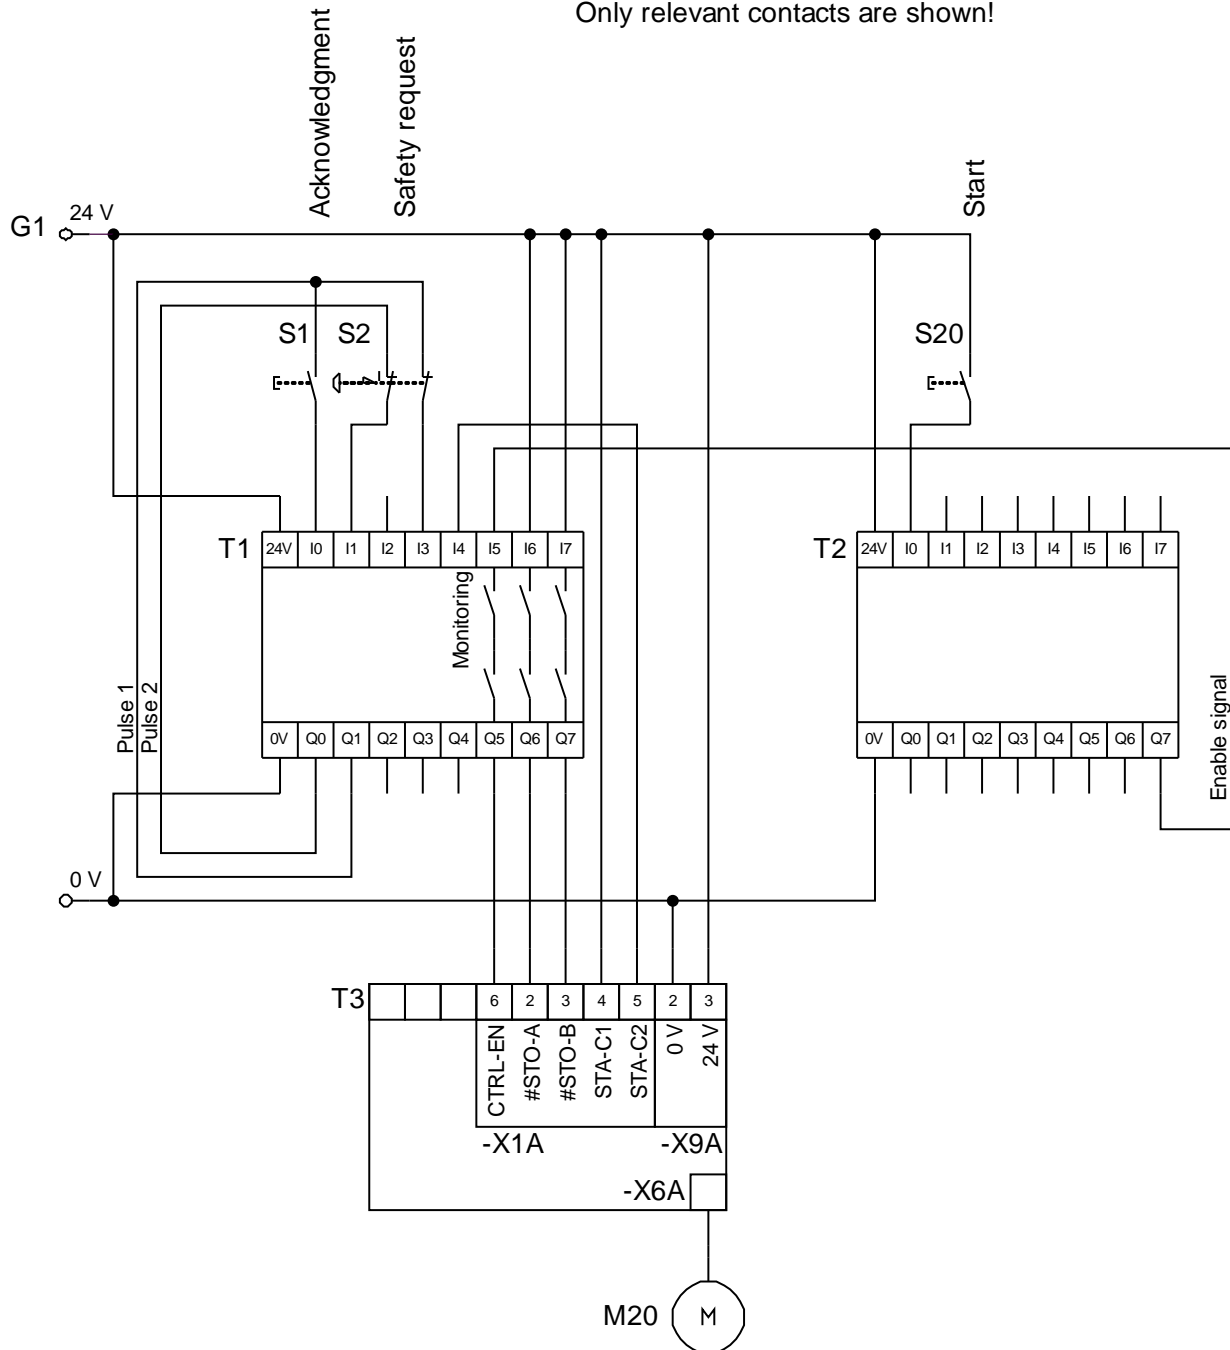 Only relevant contacts are shown!
Acknowledgment
Safety request
Start
G1
24 V
S1
S2
S20
T1
24V I0 I1 I2 I3 I4 I5 I6 I7
T2
24V I0 I1 I2 I3 I4 I5 I6 I7
Monitoring
Pulse 1
Pulse 2
Enable signal
0V Q0 Q1 Q2 Q3 Q4 Q5 Q6 Q7
0V Q0 Q1 Q2 Q3 Q4 Q5 Q6 Q7
0 V
T3
6 2 3 4 5 2 3
CTRL-EN
#STO-A
#STO-B
STA-C1
STA-C2
0 V
24 V
-X1A
-X9A
-X6A
M20
M